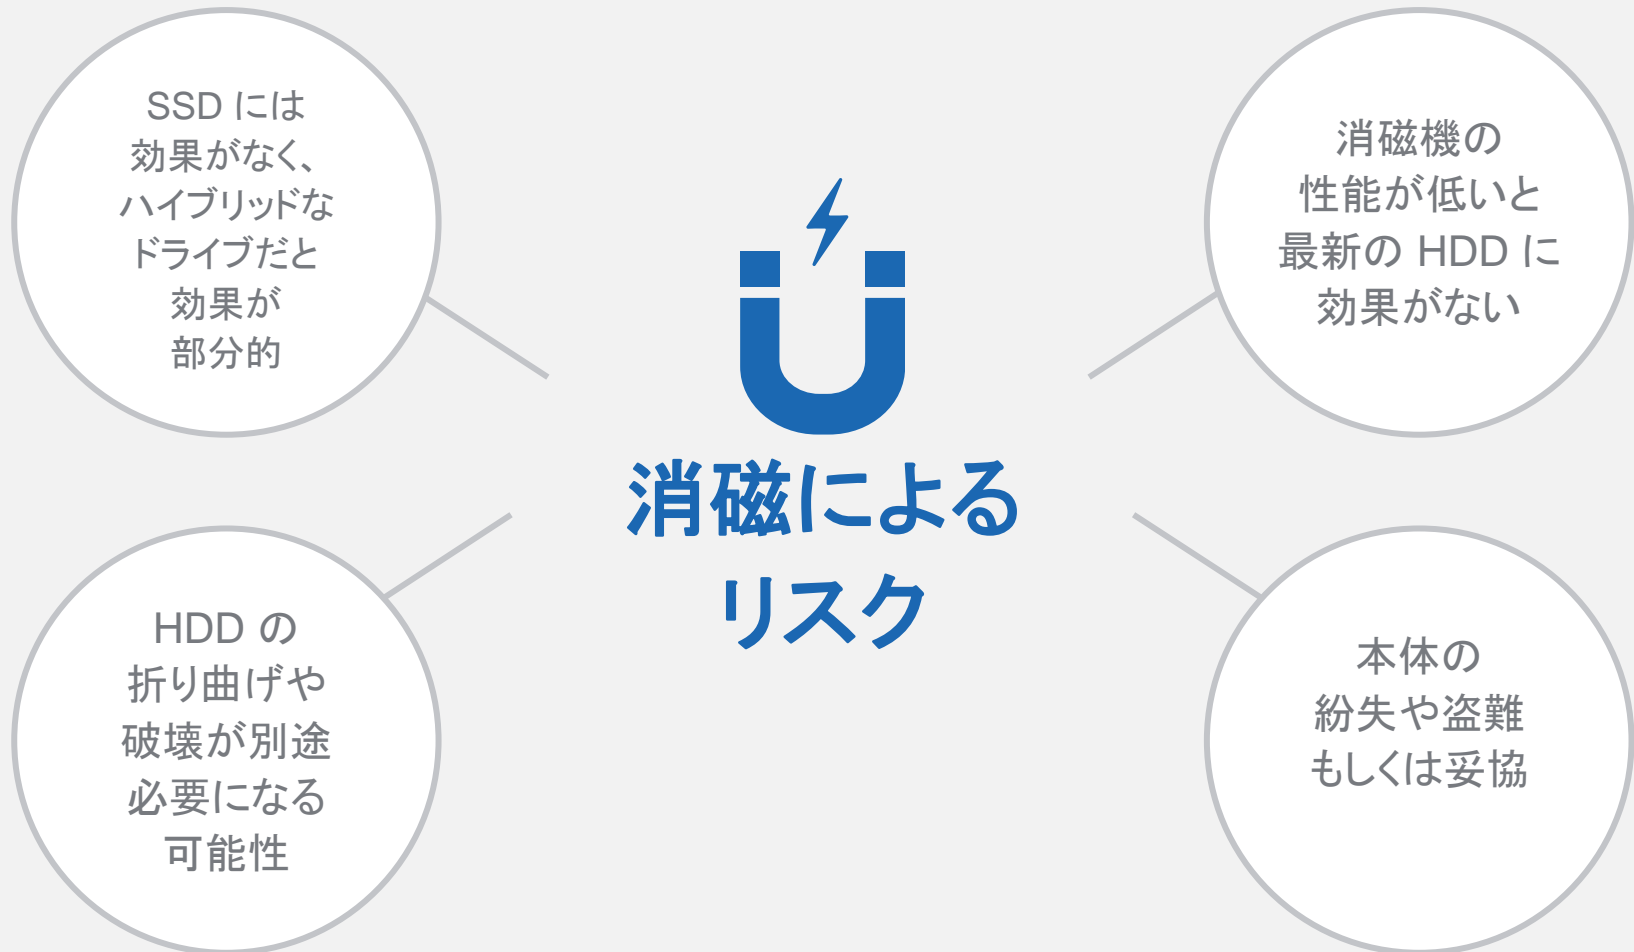 SSD には
効果がなく、
ハイブリッドな
ドライブだと
効果が
部分的
消磁機の
性能が低いと
最新の HDD に
効果がない
消磁による
リスク
HDD の
折り曲げや
破壊が別途
必要になる
可能性
本体の
紛失や盗難
もしくは妥協